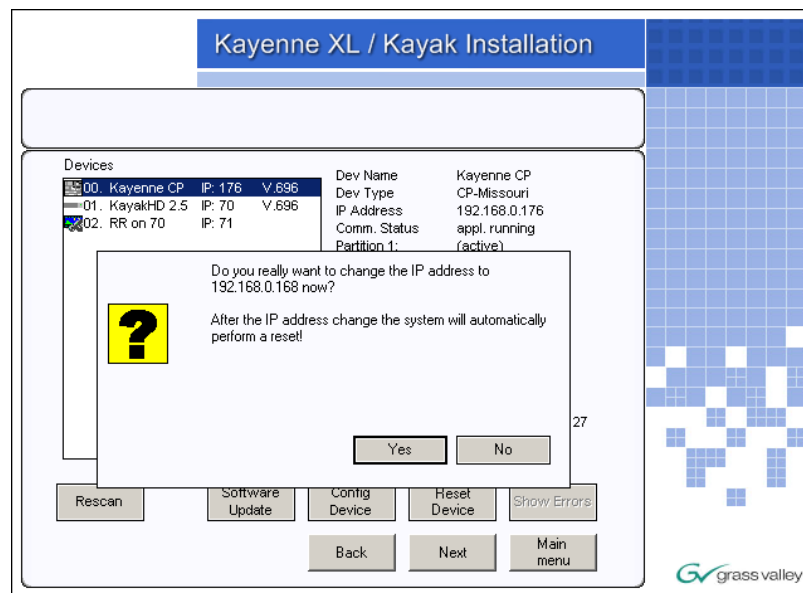 Kayenne XL / Kayak Installation
Devices
00. Kayenne CP IP: 176 V.696
01. KayakHD 2.5 IP: 70 V.696
02. RR on 70 IP: 71
Dev Name Kayenne CP
Dev Type CP-Missouri
IP Address 192.168.0.176
Comm. Status appl. running
Partition 1: (active)
Do you really want to change the IP address to
192.168.0.168 now?
After the IP address change the system will automatically
perform a reset!
?
27
Yes No
Rescan
Software
Update
Config
Device
Reset
Device
Show Errors
Back
Next
Main
menu
GV grass valley